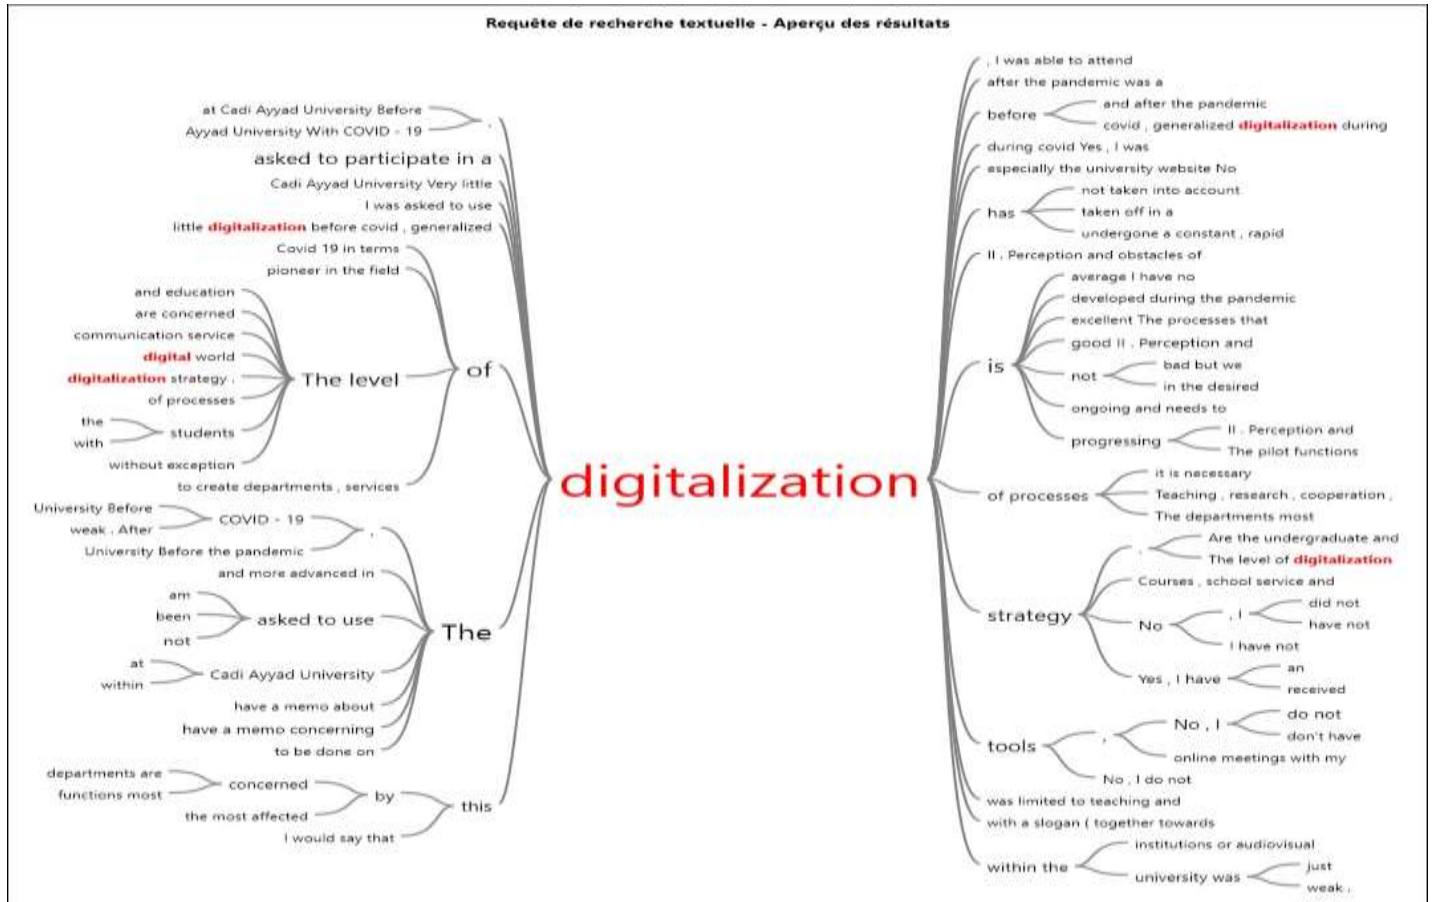 Requête de recherche textuelle - Aperçu des résultats
at Cadi Ayyad University Before
Ayyad University With COVID - 19
,
asked to participate in a
Cadi Ayyad University Very little
I was asked to use
little digitalization before covid , generalized
Covid 19 in terms
pioneer in the field
and education
are concerned
communication service
digital world
digitalization strategy .
of processes
the
with
students
without exception
The level
to create departments , services
of
University Before
weak . After
COVID - 19
University Before the pandemic
,
and more advanced in
am
been
not
asked to use
at
within
Cadi Ayyad University
have a memo about
have a memo concerning
to be done on
The
departments are
functions most
concerned
the most affected
by
I would say that
this
digitalization
, I was able to attend
after the pandemic was a
before
and after the pandemic
covid , generalized digitalization during
during covid Yes , I was
especially the university website No
has
not taken into account
taken off in a
undergone a constant , rapid
II . Perception and obstacles of
is
average I have no
developed during the pandemic
excellent The processes that
good II . Perception and
not
bad but we
in the desired
ongoing and needs to
progressing
II . Perception and
The pilot functions
of processes
it is necessary
Teaching , research , cooperation ,
The departments most
strategy
,
Are the undergraduate and
The level of digitalization
Courses , school service and
No
, I
did not
have not
I have not
Yes , I have
an
received
tools
,
No , I
do not
don't have
online meetings with my
No , I do not
was limited to teaching and
with a slogan ( together towards
within the
institutions or audiovisual
university was
just
weak .